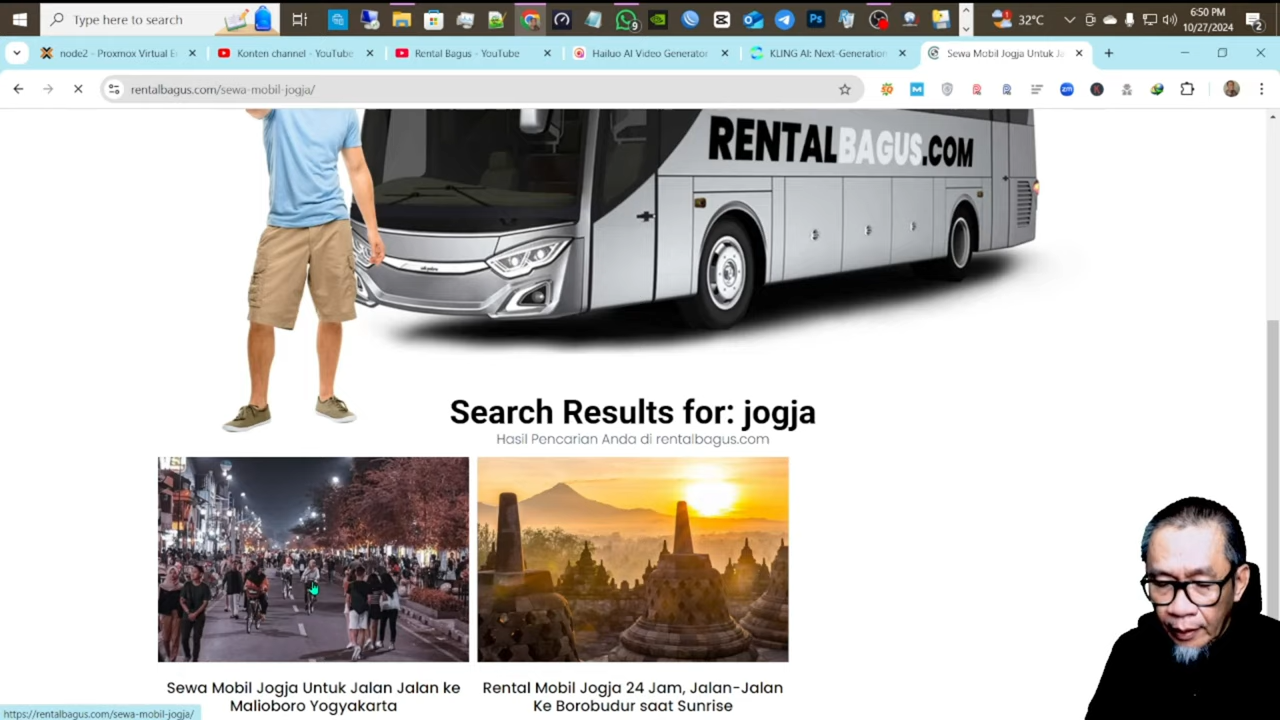 Type here to search
32°C
6:50 PM
10/27/2024
9
2
node2 - Proxmox Virtual E
Konten channel - YouTube
Rental Bagus - YouTube
Hailuo AI Video Generator
KLING AI: Next-Generation
Sewa Mobil Jogja Untuk Ja
rentalbagus.com/sewa-mobil-jogja/
RENTALBAGUS.COM
Search Results for: jogja
Hasil Pencarian Anda di rentalbagus.com
Sewa Mobil Jogja Untuk Jalan Jalan ke
Malioboro Yogyakarta
Rental Mobil Jogja 24 Jam, Jalan-Jalan
Ke Borobudur saat Sunrise
https://rentalbagus.com/sewa-mobil-jogja/